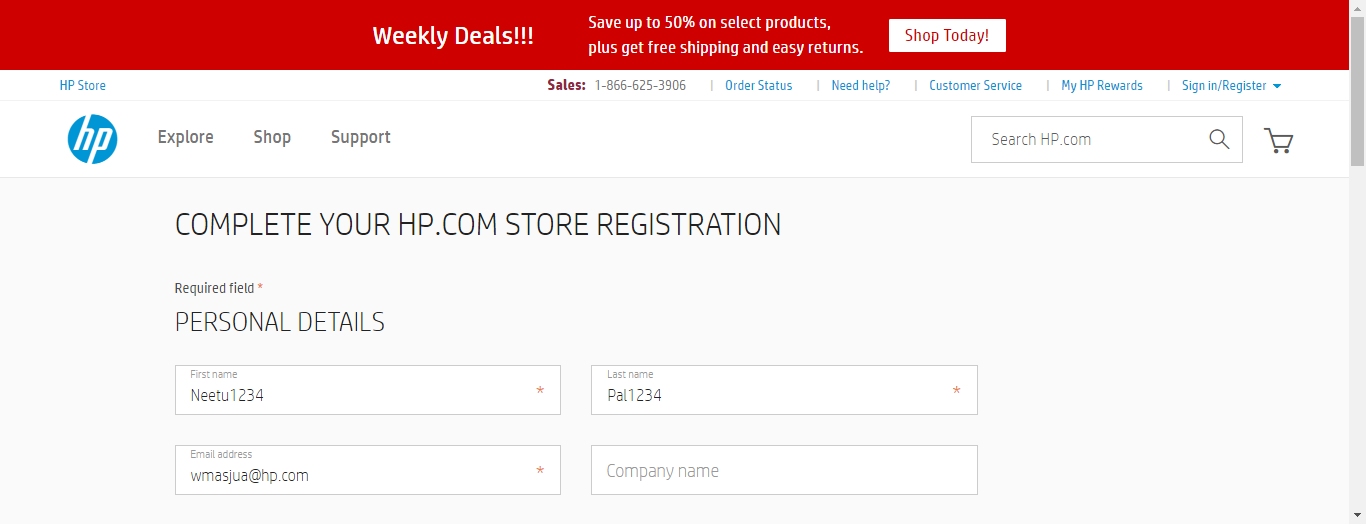 Weekly Deals!!!
Save up to 50% on select products,
plus get free shipping and easy returns.
Shop Today!
HP Store
Sales: 1-866-625-3906 | Order Status | Need help? | Customer Service | My HP Rewards | Sign in/Register
hp
Explore
Shop
Support
Search HP.com
COMPLETE YOUR HP.COM STORE REGISTRATION
Required field *
PERSONAL DETAILS
First name
Neetu1234 *
Last name
Pal1234 *
Email address
wmasjua@hp.com *
Company name